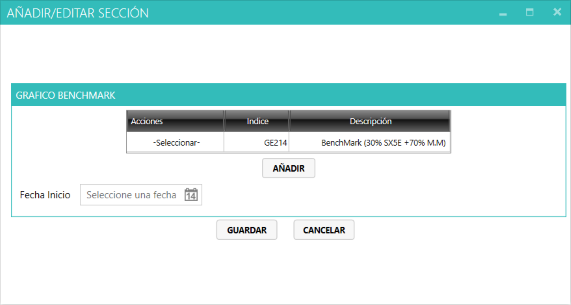 AÑADIR/EDITAR SECCIÓN
GRAFICO BENCHMARK
Acciones Indice Descripción
-Seleccionar- GE214 BenchMark (30% SX5E +70% M.M)
AÑADIR
Fecha Inicio Seleccione una fecha 14
GUARDAR CANCELAR